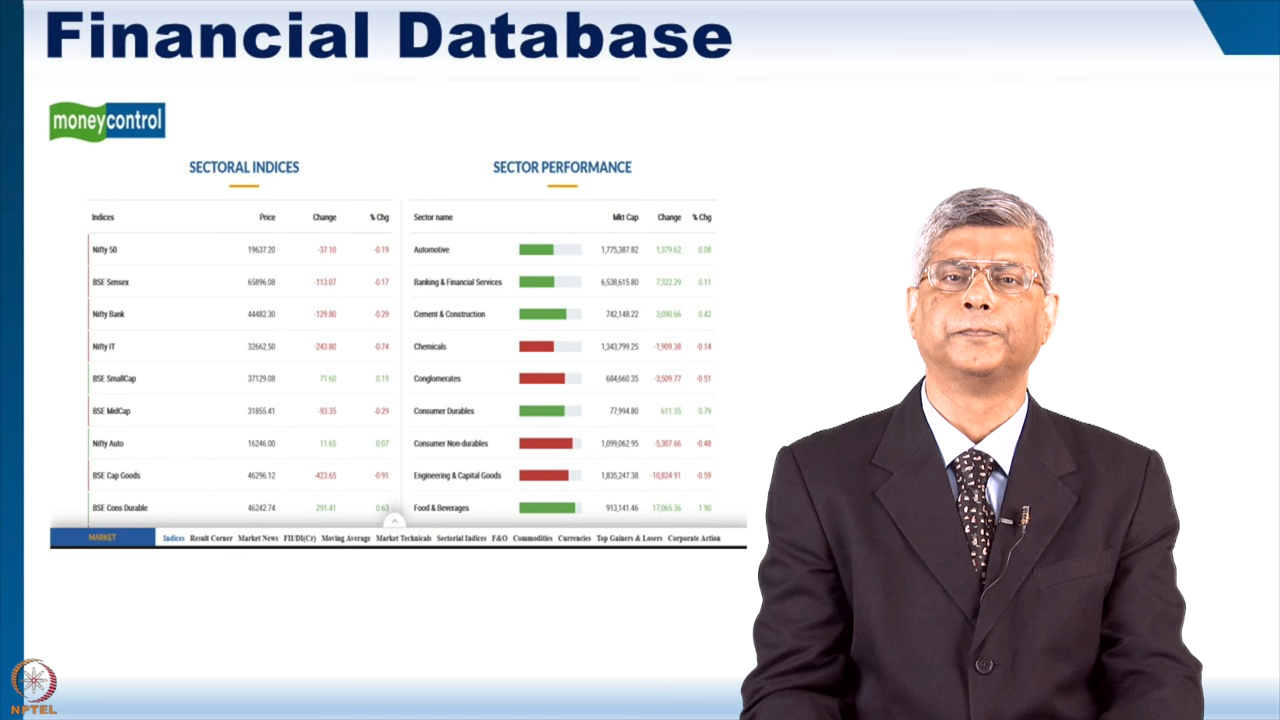 Financial Database
moneycontrol
SECTORAL INDICES
Indices Price Change % Chg
Nifty 50 19637.20 -37.10 -0.19
BSE Sensex 65896.08 -113.07 -0.17
Nifty Bank 44482.30 -129.80 -0.29
Nifty IT 32662.50 -243.80 -0.74
BSE SmallCap 37129.08 71.60 0.19
BSE MidCap 31855.41 -93.35 -0.29
Nifty Auto 16246.00 11.65 0.07
BSE Cap Goods 46296.12 -423.65 -0.91
BSE Cons Durable 46242.74 291.41 0.63
SECTOR PERFORMANCE
Sector name Mkt Cap Change % Chg
Automotive 1,775,387.82 1,379.62 0.08
Banking & Financial Services 6,538,615.80 7,322.29 0.11
Cement & Construction 742,148.22 3,090.66 0.42
Chemicals 1,343,799.25 -1,909.38 -0.14
Conglomerates 684,660.35 -3,509.77 -0.51
Consumer Durables 77,994.80 611.35 0.79
Consumer Non-durables 1,099,062.95 -5,307.66 -0.48
Engineering & Capital Goods 1,835,247.38 -10,824.91 -0.59
Food & Beverages 913,141.46 17,065.36 1.90
MARKET Indices Result Corner Market News FII/DI(Cr) Moving Average Market Technicals Sectorial Indices F&O Commodities Currencies Top Gainers & Losers Corporate Action
NPTEL